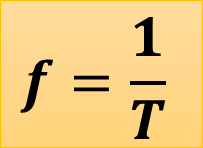 f = 1/T